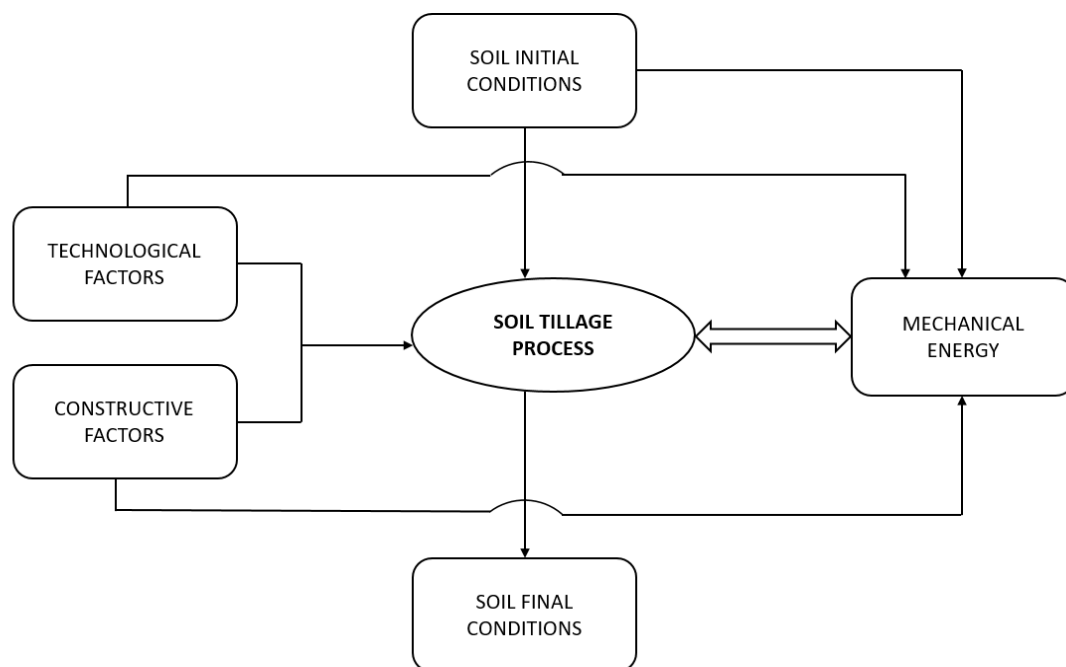 SOIL INITIAL
CONDITIONS
TECHNOLOGICAL
FACTORS
SOIL TILLAGE
PROCESS
MECHANICAL
ENERGY
CONSTRUCTIVE
FACTORS
SOIL FINAL
CONDITIONS